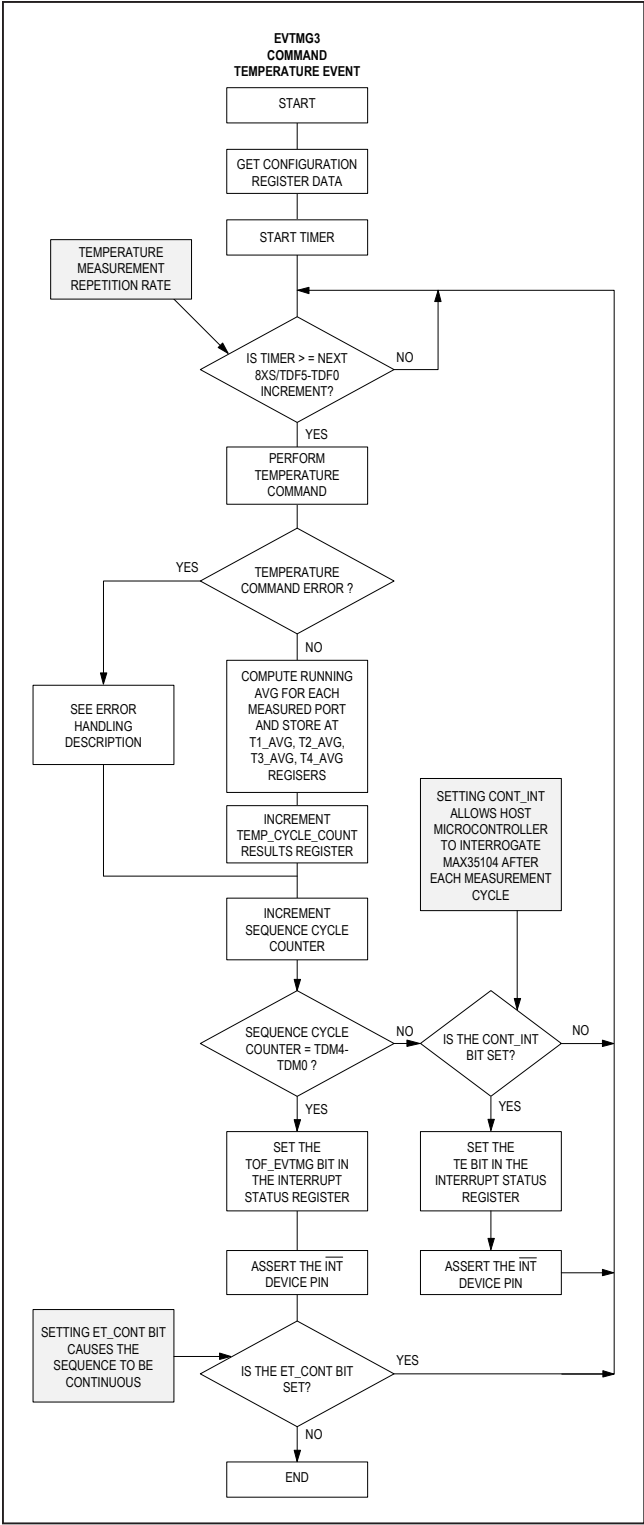 EVTMG3
COMMAND
TEMPERATURE EVENT
START
GET CONFIGURATION
REGISTER DATA
START TIMER
TEMPERATURE
MEASUREMENT
REPETITION RATE
IS TIMER > = NEXT
8XS/TDF5-TDF0
INCREMENT?
NO
YES
PERFORM
TEMPERATURE
COMMAND
YES
TEMPERATURE
COMMAND ERROR ?
NO
SEE ERROR
HANDLING
DESCRIPTION
COMPUTE RUNNING
AVG FOR EACH
MEASURED PORT
AND STORE AT
T1_AVG, T2_AVG,
T3_AVG, T4_AVG
REGISERS
INCREMENT
TEMP_CYCLE_COUNT
RESULTS REGISTER
SETTING CONT_INT
ALLOWS HOST
MICROCONTROLLER
TO INTERROGATE
MAX35104 AFTER
EACH MEASUREMENT
CYCLE
INCREMENT
SEQUENCE CYCLE
COUNTER
SEQUENCE CYCLE
COUNTER = TDM4-
TDM0 ?
NO
IS THE CONT_INT
BIT SET?
NO
YES
YES
SET THE
TOF_EVTMG BIT IN
THE INTERRUPT
STATUS REGISTER
SET THE
TE BIT IN THE
INTERRUPT STATUS
REGISTER
ASSERT THE INT
DEVICE PIN
ASSERT THE INT
DEVICE PIN
SETTING ET_CONT BIT
CAUSES THE
SEQUENCE TO BE
CONTINUOUS
IS THE ET_CONT BIT
SET?
YES
NO
END